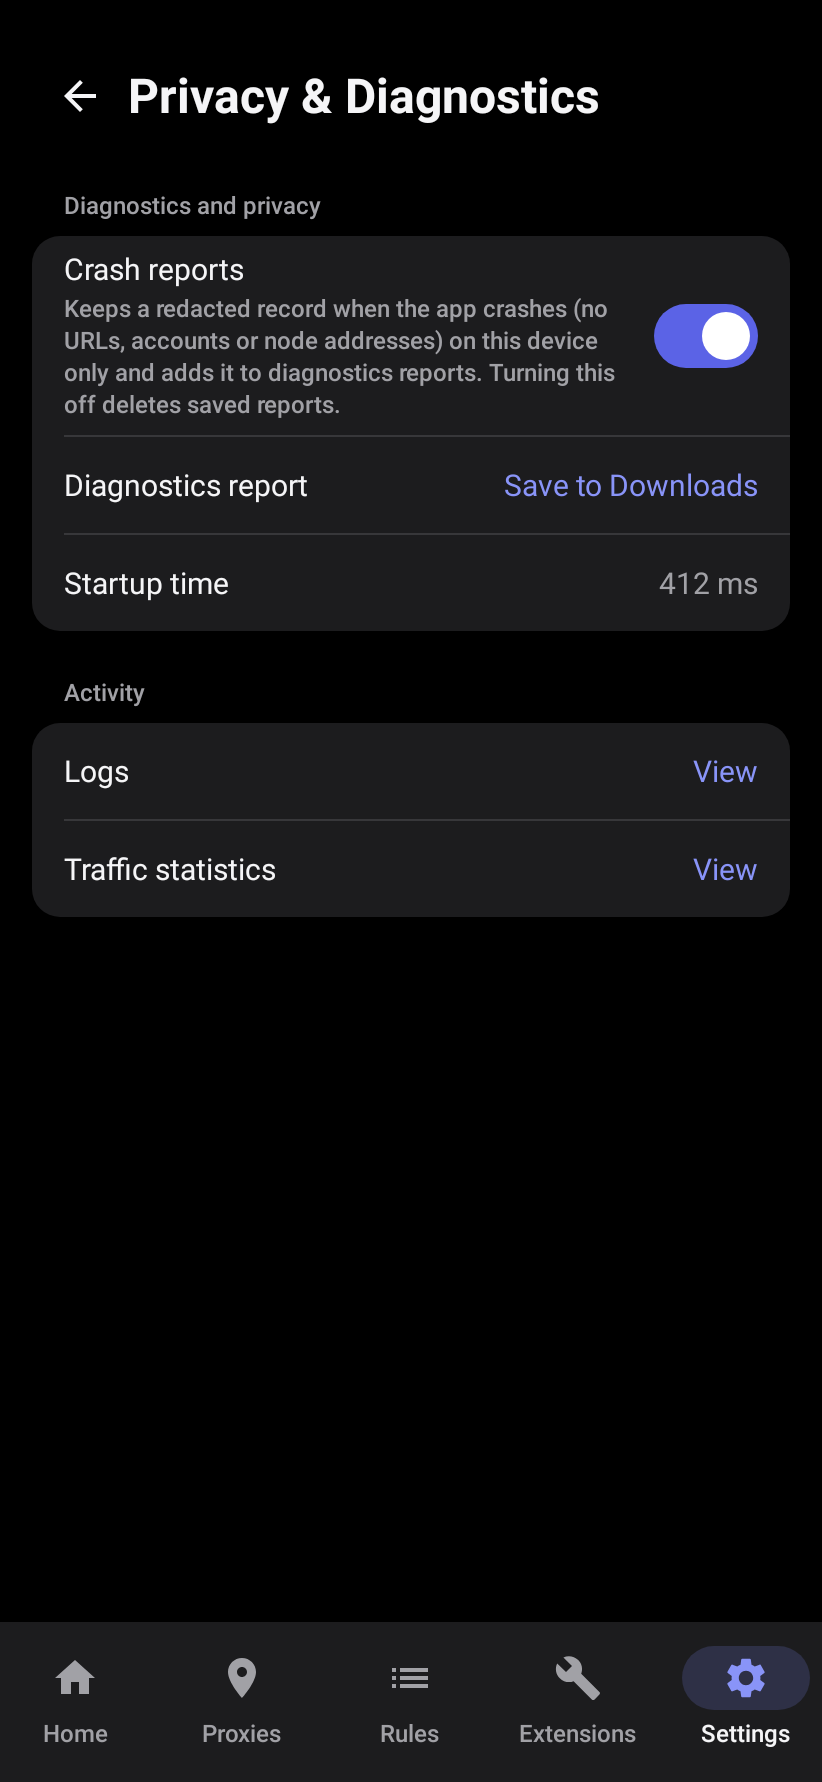 Privacy & Diagnostics
Diagnostics and privacy
Crash reports
Keeps a redacted record when the app crashes (no
URLs, accounts or node addresses) on this device
only and adds it to diagnostics reports. Turning this
off deletes saved reports.
Diagnostics report Save to Downloads
Startup time 412 ms
Activity
Logs View
Traffic statistics View
Home Proxies Rules Extensions Settings